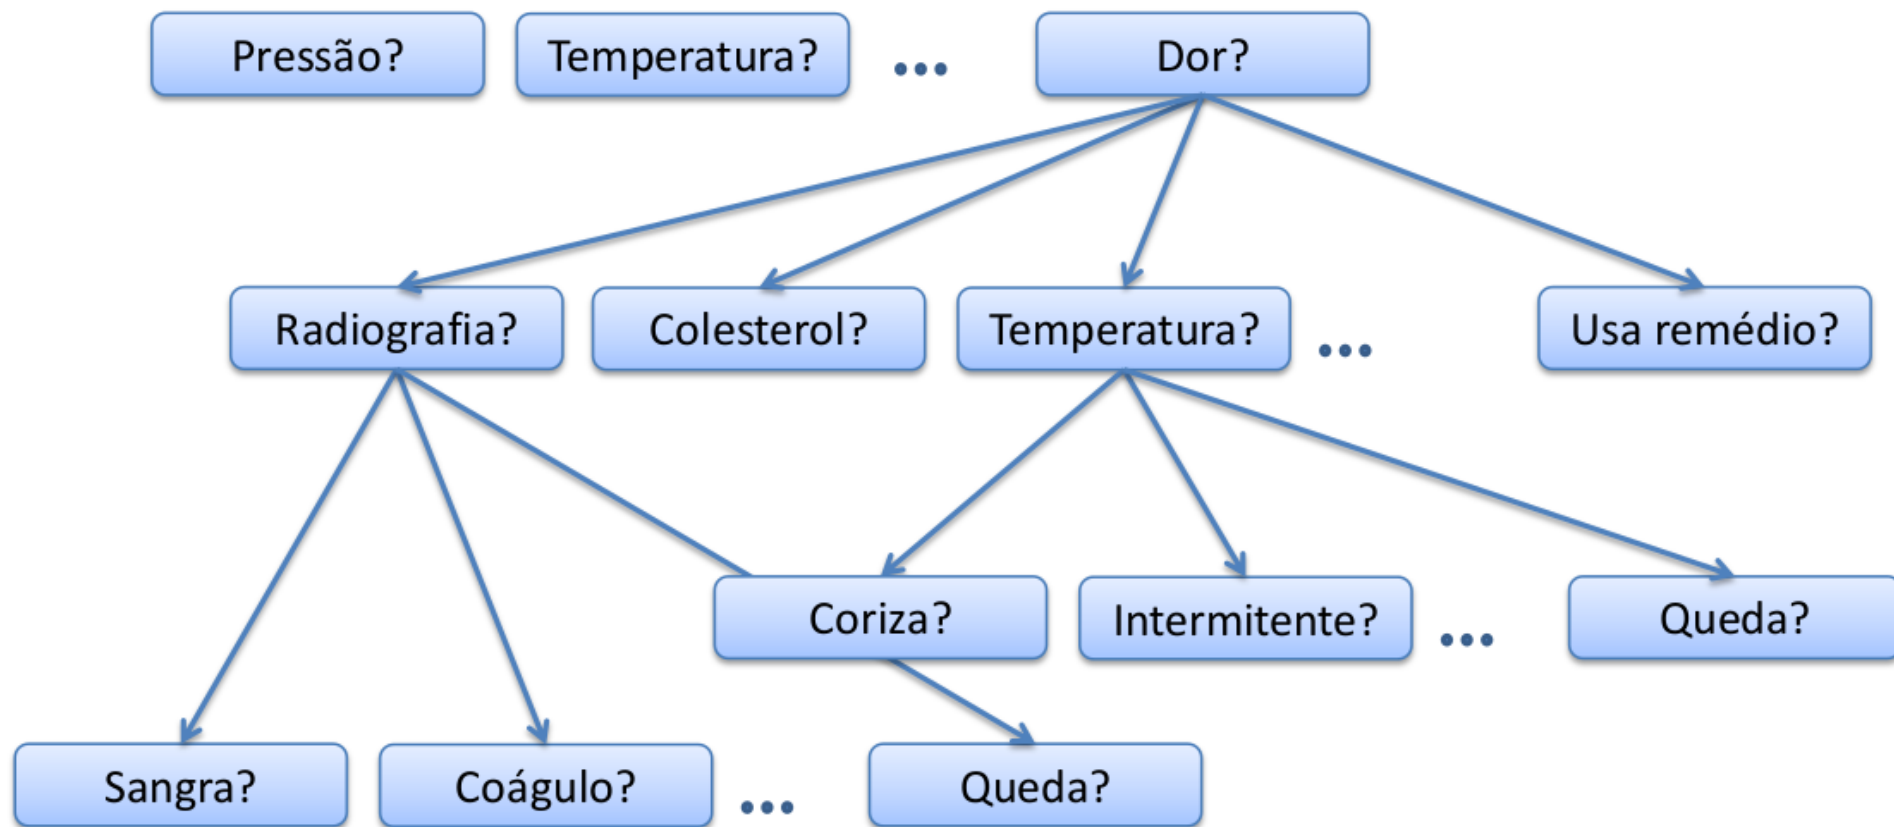 Pressão?
Temperatura?
...
Dor?
Radiografia?
Colesterol?
Temperatura?
...
Usa remédio?
Coriza?
Intermitente?
...
Queda?
Sangra?
Coágulo?
...
Queda?